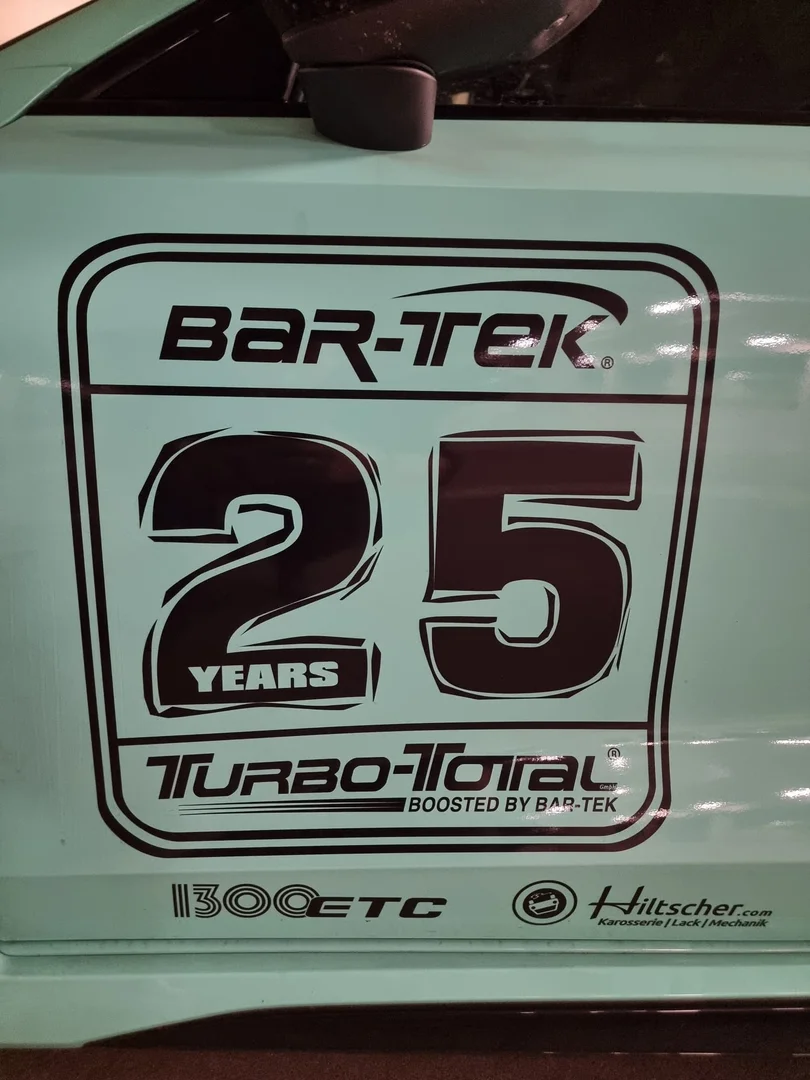 BAR-TEK®
25
YEARS
TURBO-TOTAL®
GmbH
BOOSTED BY BAR-TEK
1300ETC
Hiltscher.com
Karosserie | Lack | Mechanik